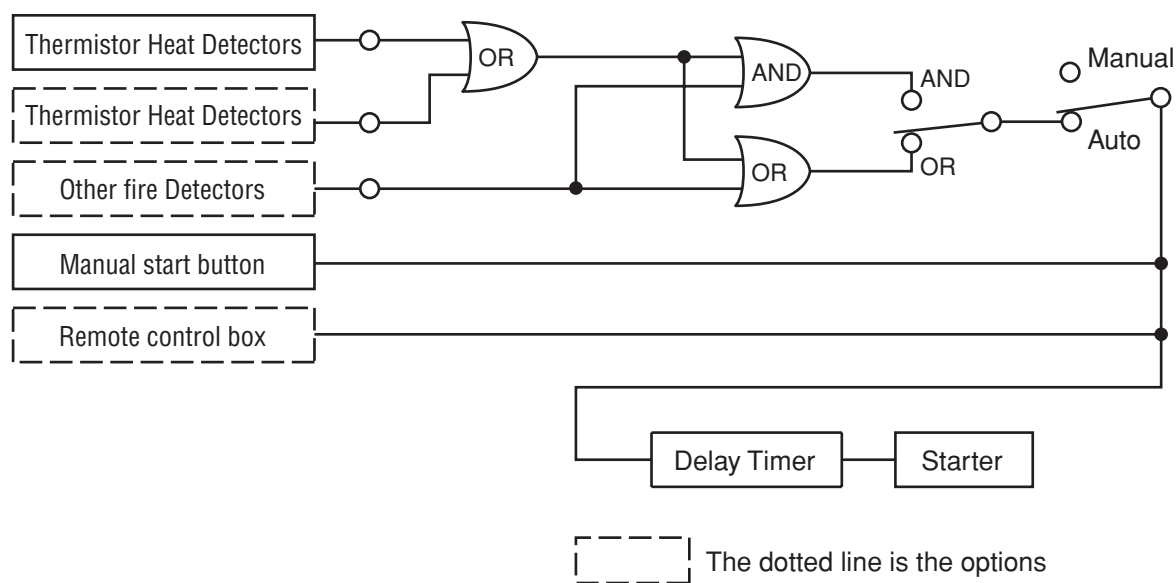 Thermistor Heat Detectors
Thermistor Heat Detectors
Other fire Detectors
Manual start button
Remote control box
OR
AND
OR
AND
OR
Manual
Auto
Delay Timer
Starter
The dotted line is the options